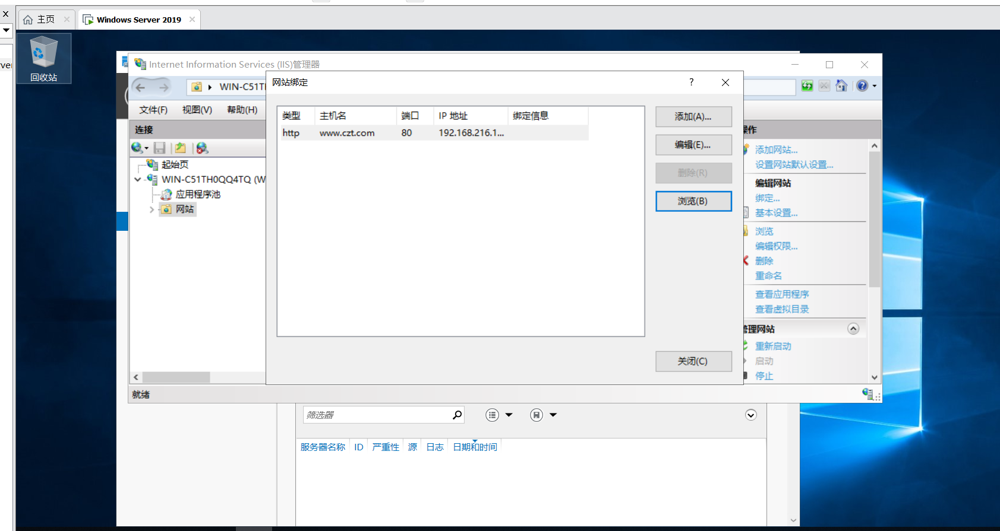 主页
Windows Server 2019
回收站
Internet Information Services (IIS)管理器
WIN-C51T
网站绑定
?
文件(F) 视图(V) 帮助(H)
连接
起始页
WIN-C51TH0QQ4TQ (W
应用程序池
网站
类型 主机名 端口 IP 地址 绑定信息
http www.czt.com 80 192.168.216.1...
添加(A)...
编辑(E)...
删除(R)
浏览(B)
关闭(C)
操作
添加网站...
设置网站默认设置...
编辑网站
绑定...
基本设置...
浏览
编辑权限...
删除
重命名
查看应用程序
查看虚拟目录
管理网站
重新启动
启动
停止
就绪
筛选器
服务器名称 ID 严重性 源 日志 日期和时间